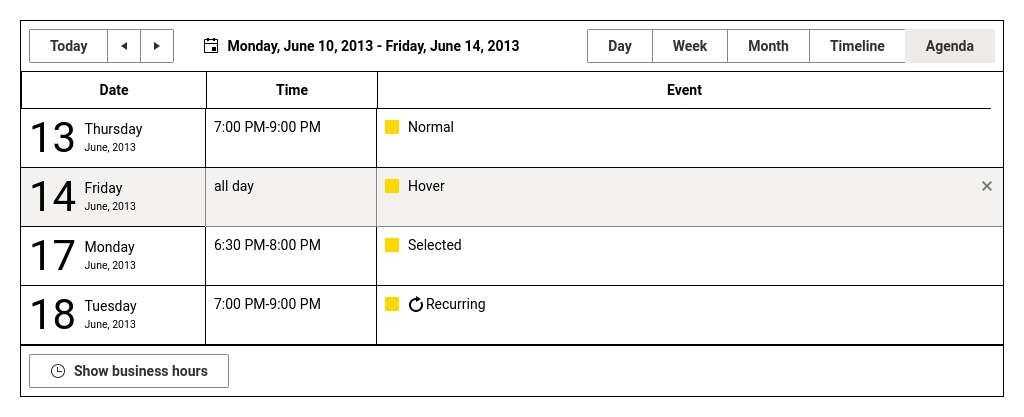 Today
Monday, June 10, 2013 - Friday, June 14, 2013
Day Week Month Timeline Agenda
Date Time Event
13 Thursday
June, 2013
7:00 PM-9:00 PM
Normal
14 Friday
June, 2013
all day
Hover
17 Monday
June, 2013
6:30 PM-8:00 PM
Selected
18 Tuesday
June, 2013
7:00 PM-9:00 PM
Recurring
Show business hours